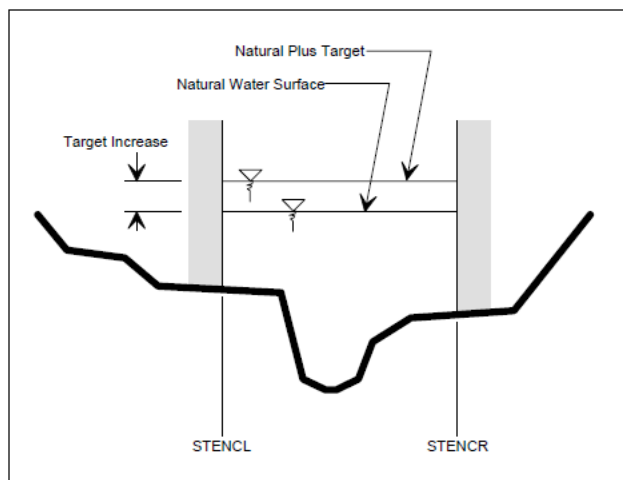 Natural Plus Target
Natural Water Surface
Target Increase
STENCL
STENCR